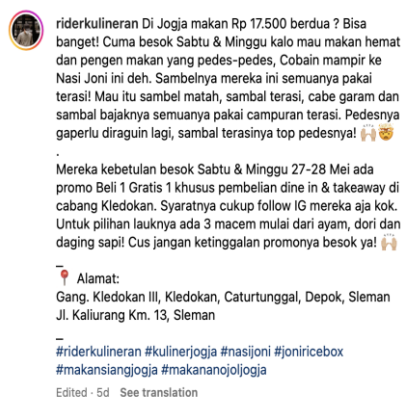 riderkulineran Di Jogja makan Rp 17.500 berdua ? Bisa
banget! Cuma besok Sabtu & Minggu kalo mau makan hemat
dan pengen makan yang pedes-pedes, Cobain mampir ke
Nasi Joni ini deh. Sambelnya mereka ini semuanya pakai
terasi! Mau itu sambel matah, sambal terasi, cabe garam dan
sambal bajaknya semuanya pakai campuran terasi. Pedesnya
gaperlu diraguin lagi, sambal terasinya top pedesnya! 🙌🏻🤯
.
Mereka kebetulan besok Sabtu & Minggu 27-28 Mei ada
promo Beli 1 Gratis 1 khusus pembelian dine in & takeaway di
cabang Kledokan. Syaratnya cukup follow IG mereka aja kok.
Untuk pilihan lauknya ada 3 macem mulai dari ayam, dori dan
daging sapi! Cus jangan ketinggalan promonya besok ya! 🙌🏻
_
📍 Alamat:
Gang. Kledokan III, Kledokan, Caturtunggal, Depok, Sleman
Jl. Kaliurang Km. 13, Sleman
_
#riderkulineran #kulinerjogja #nasijoni #joniricebox
#makansiangjogja #makananojoljogja
Edited · 5d See translation